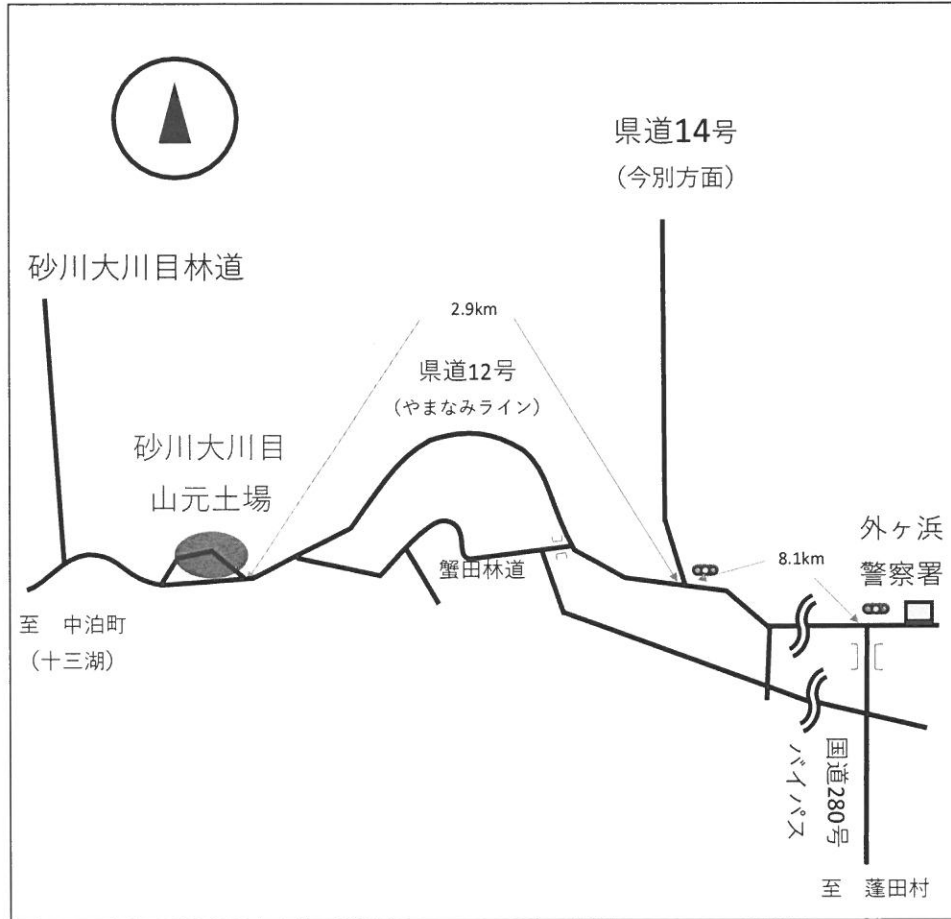 県道14号
（今別方面）
砂川大川目林道
2.9km
県道12号
（やまなみライン）
砂川大川目
山元土場
外ヶ浜
警察署
8.1km
蟹田林道
至　中泊町
（十三湖）
国道280号
バイパス
至　蓬田村